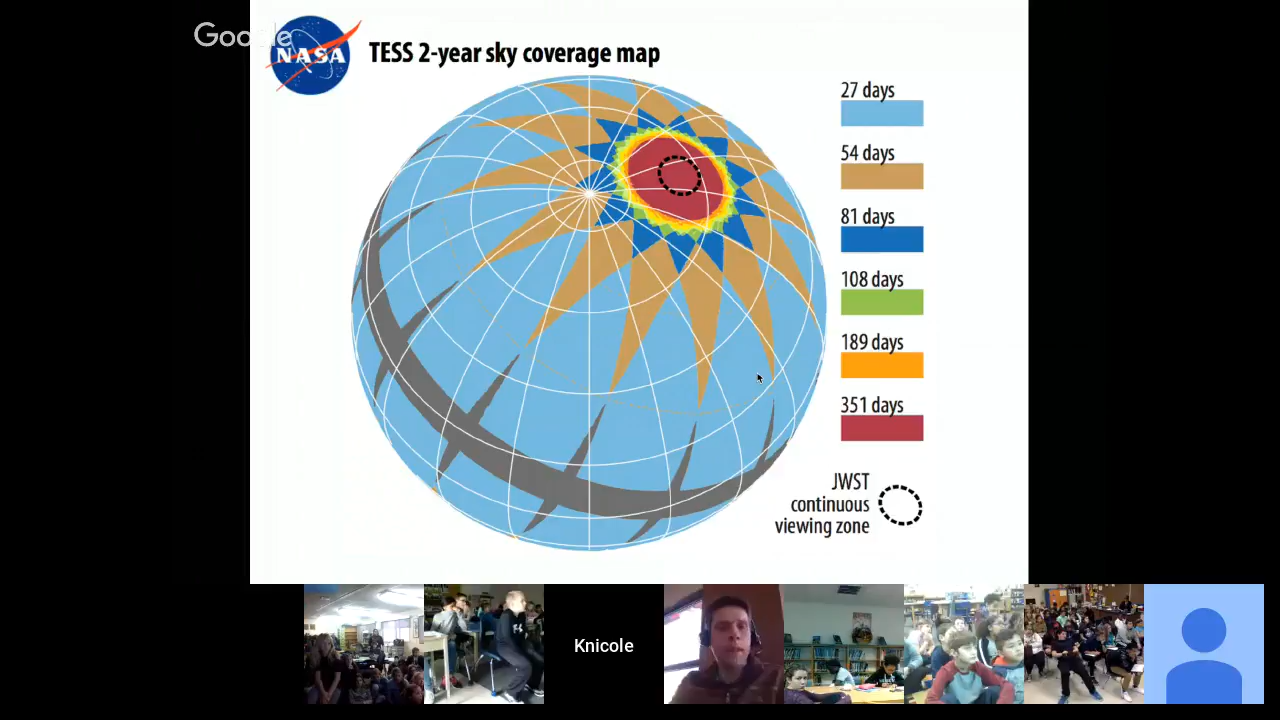 Google
NASA
TESS 2-year sky coverage map
27 days
54 days
81 days
108 days
189 days
351 days
JWST
continuous
viewing zone
Knicole